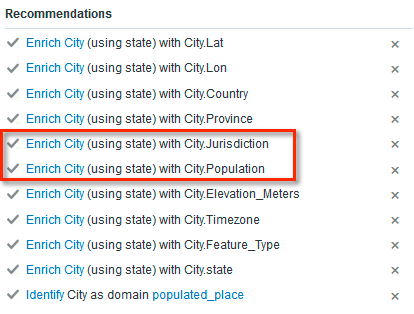 Recommendations
Enrich City (using state) with City.Lat
Enrich City (using state) with City.Lon
Enrich City (using state) with City.Country
Enrich City (using state) with City.Province
Enrich City (using state) with City.Jurisdiction
Enrich City (using state) with City.Population
Enrich City (using state) with City.Elevation_Meters
Enrich City (using state) with City.Timezone
Enrich City (using state) with City.Feature_Type
Enrich City (using state) with City.state
Identify City as domain populated_place